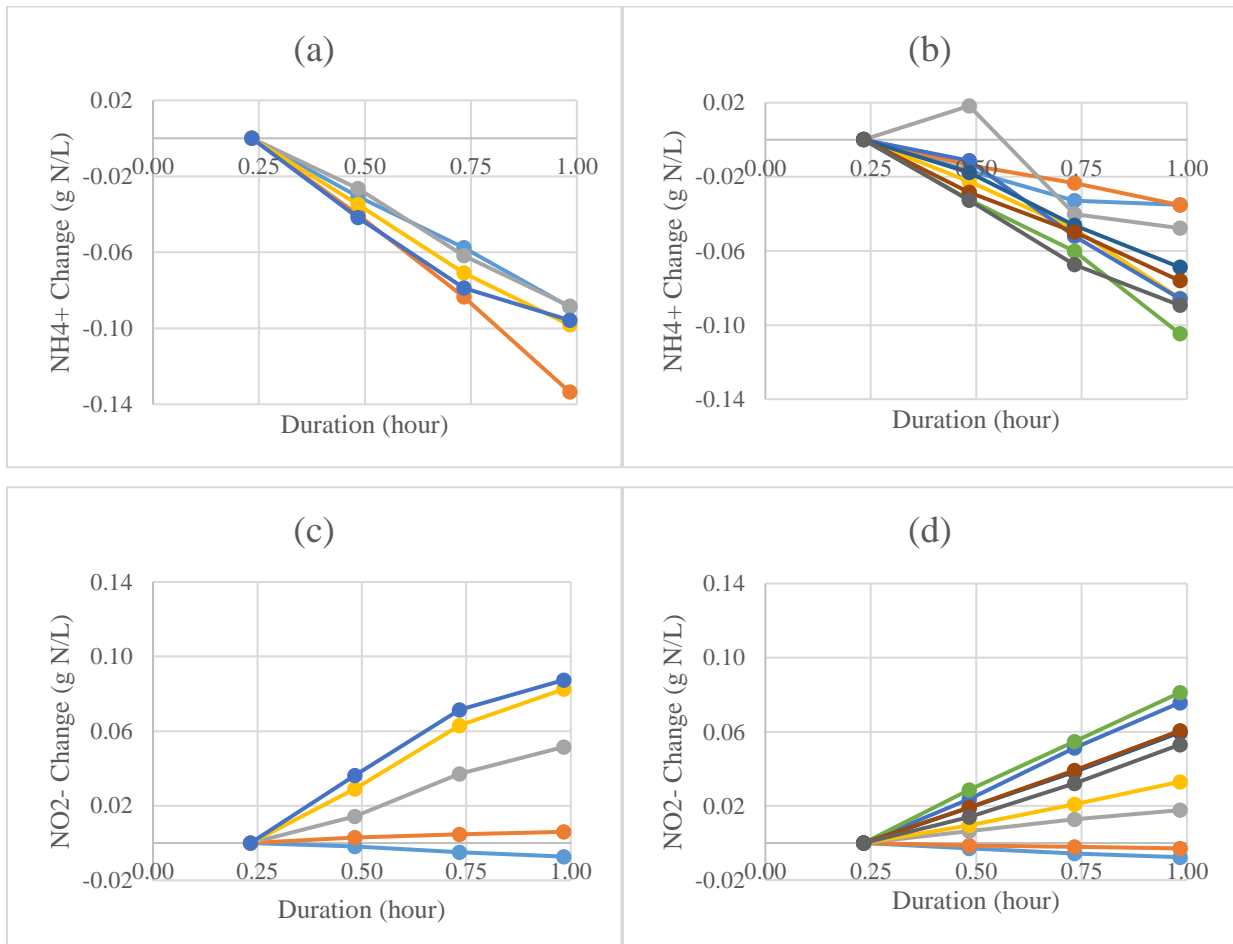 (a)
0.02
0.00 0.25 0.50 0.75 1.00
-0.02
-0.06
-0.10
-0.14
NH4+ Change (g N/L)
Duration (hour)
(b)
0.02
0.00 0.25 0.50 0.75 1.00
-0.02
-0.06
-0.10
-0.14
NH4+ Change (g N/L)
Duration (hour)
(c)
0.14
0.10
0.06
0.02
-0.02
0.00 0.25 0.50 0.75 1.00
NO2- Change (g N/L)
Duration (hour)
(d)
0.14
0.10
0.06
0.02
-0.02
0.00 0.25 0.50 0.75 1.00
NO2- Change (g N/L)
Duration (hour)